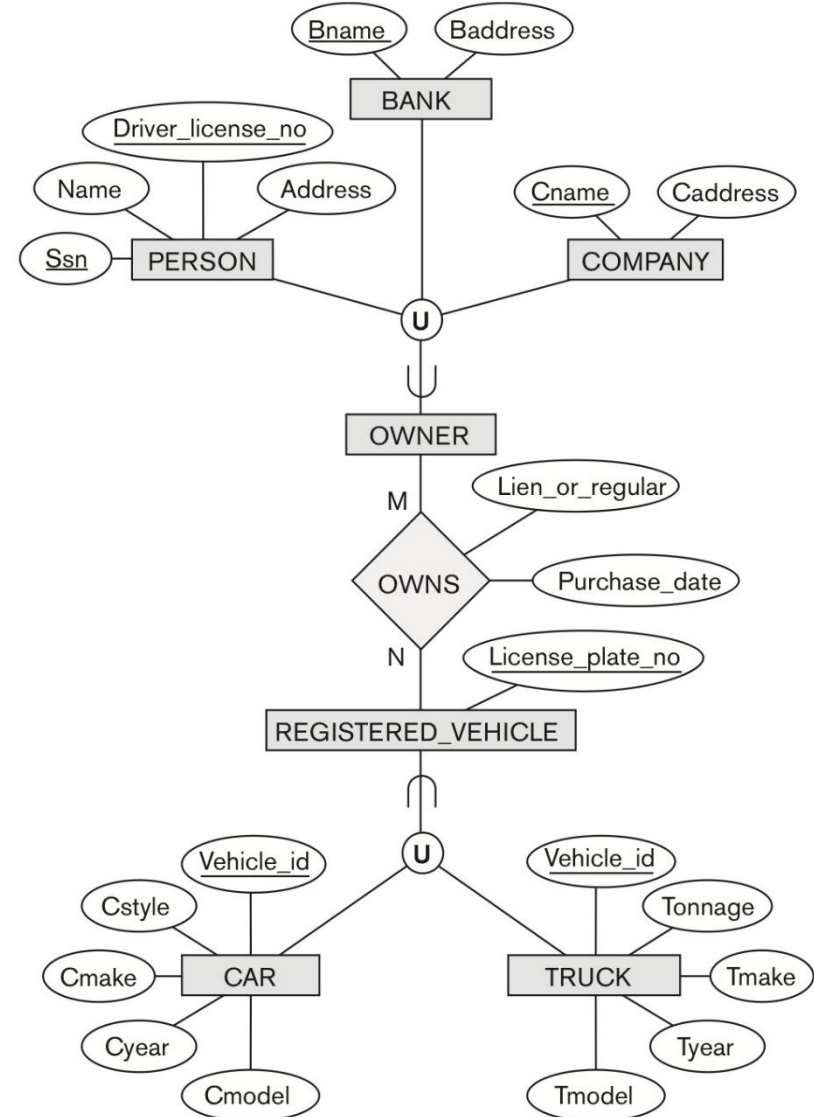 Bname
Baddress
BANK
Driver_license_no
Name
Address
Cname
Caddress
Ssn
PERSON
COMPANY
U
OWNER
M
Lien_or_regular
OWNS
Purchase_date
N
License_plate_no
REGISTERED_VEHICLE
U
Vehicle_id
Vehicle_id
Cstyle
Tonnage
Cmake
CAR
TRUCK
Tmake
Cyear
Tyear
Cmodel
Tmodel